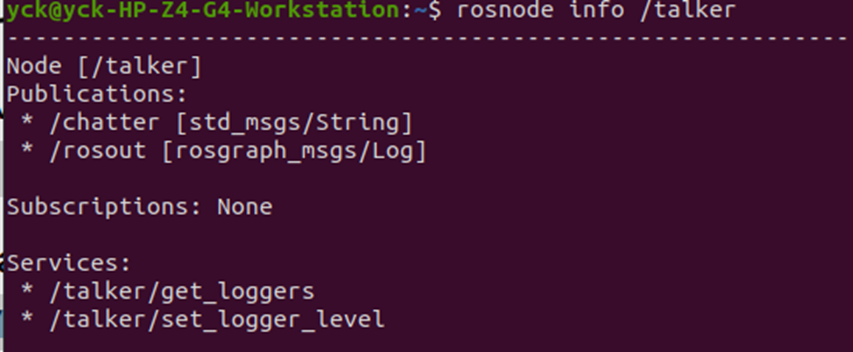 yck@yck-HP-Z4-G4-Workstation:~$ rosnode info /talker
--------------------------------------------------------------------------------
Node [/talker]
Publications:
 * /chatter [std_msgs/String]
 * /rosout [rosgraph_msgs/Log]

Subscriptions: None

Services:
 * /talker/get_loggers
 * /talker/set_logger_level